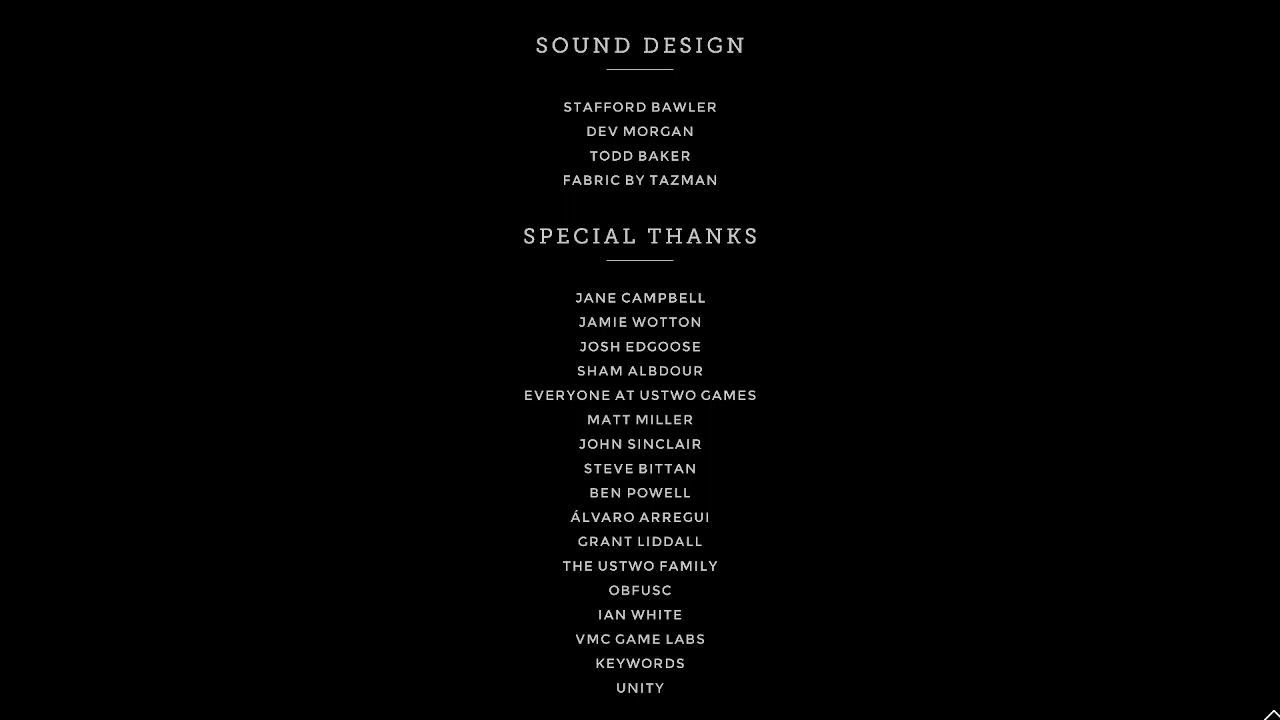 SOUND DESIGN
STAFFORD BAWLER
DEV MORGAN
TODD BAKER
FABRIC BY TAZMAN
SPECIAL THANKS
JANE CAMPBELL
JAMIE WOTTON
JOSH EDGOOSE
SHAM ALBDOUR
EVERYONE AT USTWO GAMES
MATT MILLER
JOHN SINCLAIR
STEVE BITTAN
BEN POWELL
ÁLVARO ARREGUI
GRANT LIDDALL
THE USTWO FAMILY
OBFUSC
IAN WHITE
VMC GAME LABS
KEYWORDS
UNITY